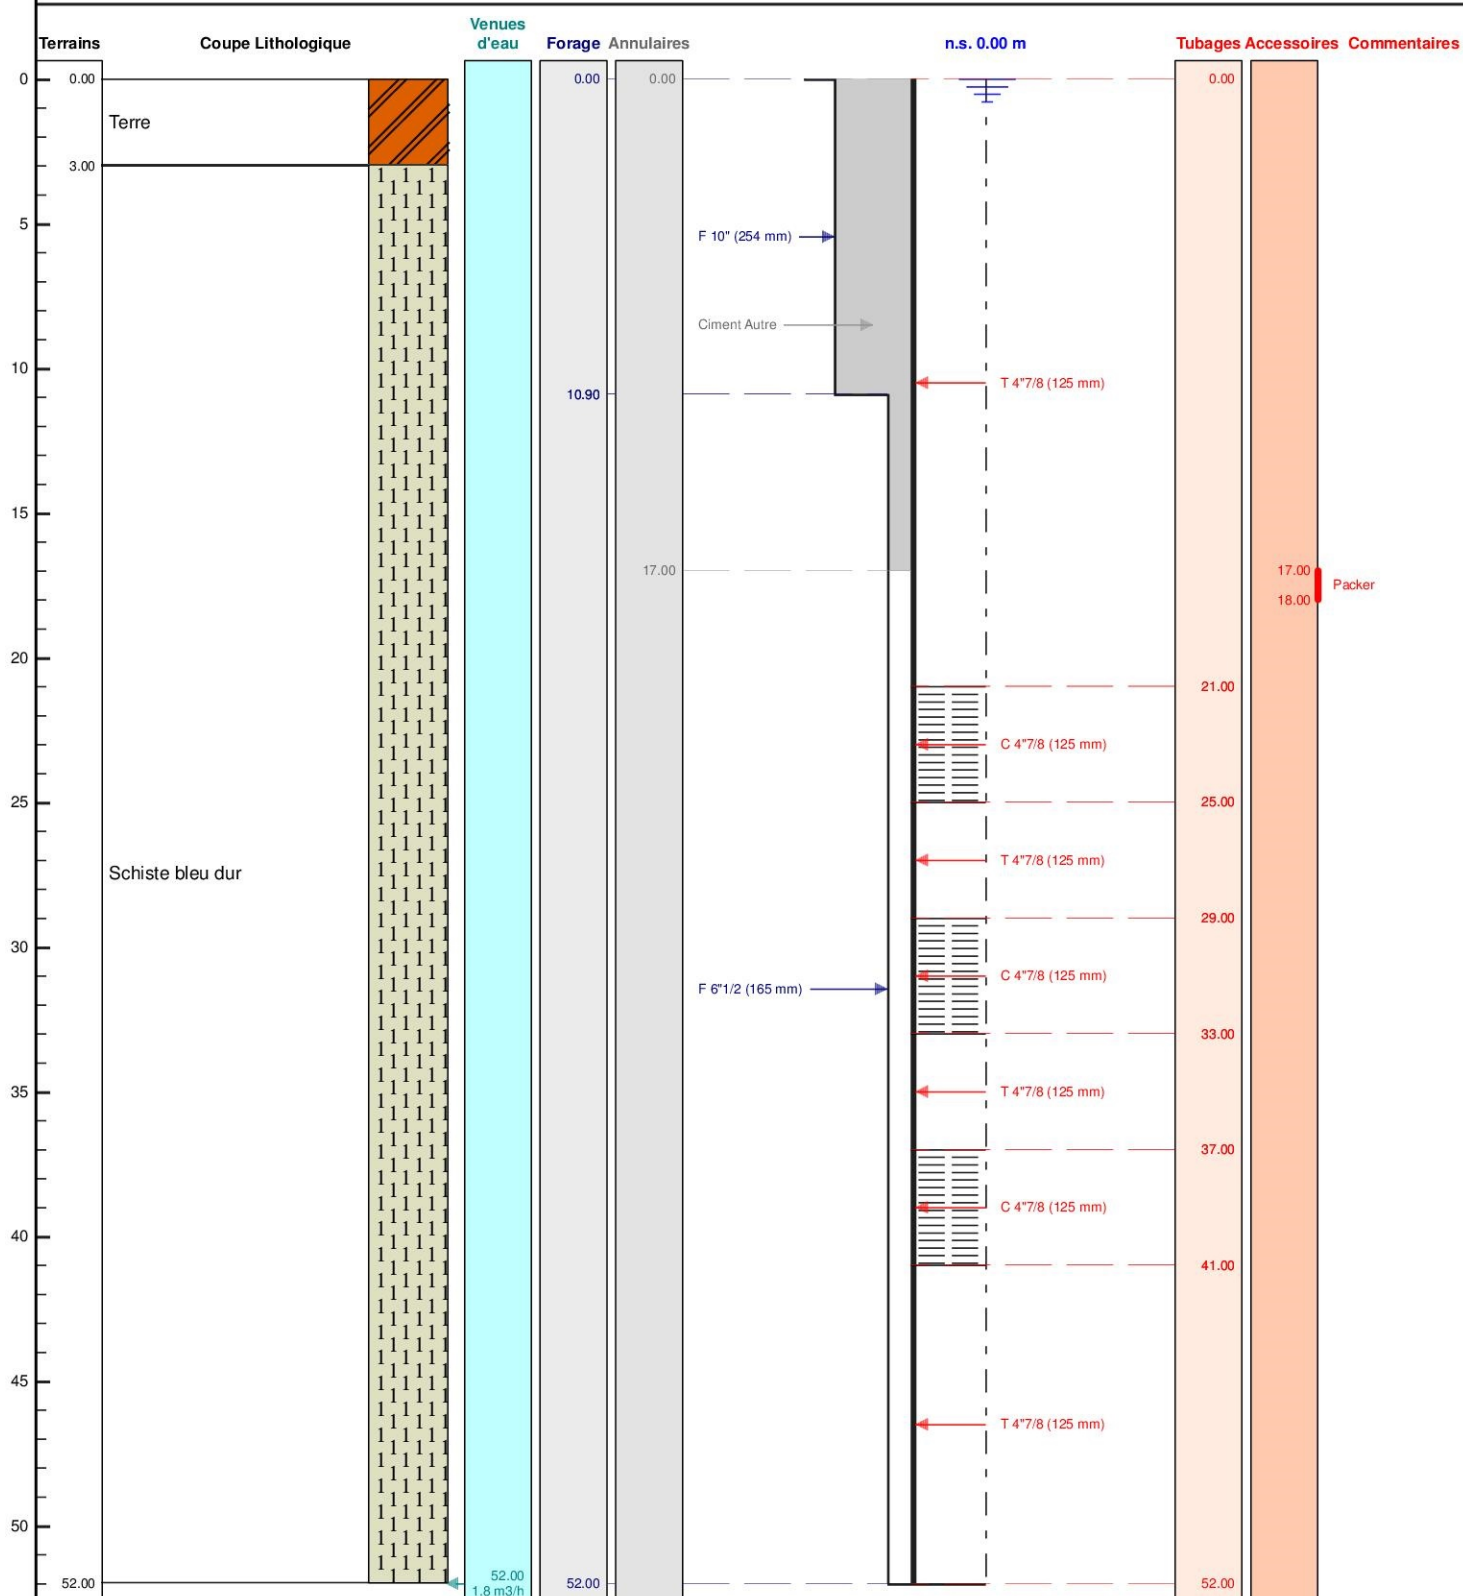 Venues
Terrains Coupe Lithologique d'eau Forage Annulaires n.s. 0.00 m Tubages Accessoires Commentaires
0 0.00 0.00 0.00 0.00
Terre
3.00
5
F 10" (254 mm)
Ciment Autre
10 T 4"7/8 (125 mm)
10.90
15
17.00 17.00
Packer
18.00
20
21.00
C 4"7/8 (125 mm)
25 25.00
T 4"7/8 (125 mm)
Schiste bleu dur
29.00
30
C 4"7/8 (125 mm)
F 6"1/2 (165 mm)
33.00
35 T 4"7/8 (125 mm)
37.00
C 4"7/8 (125 mm)
40
41.00
45
T 4"7/8 (125 mm)
50
52.00 52.00 52.00 52.00
1.8 m3/h